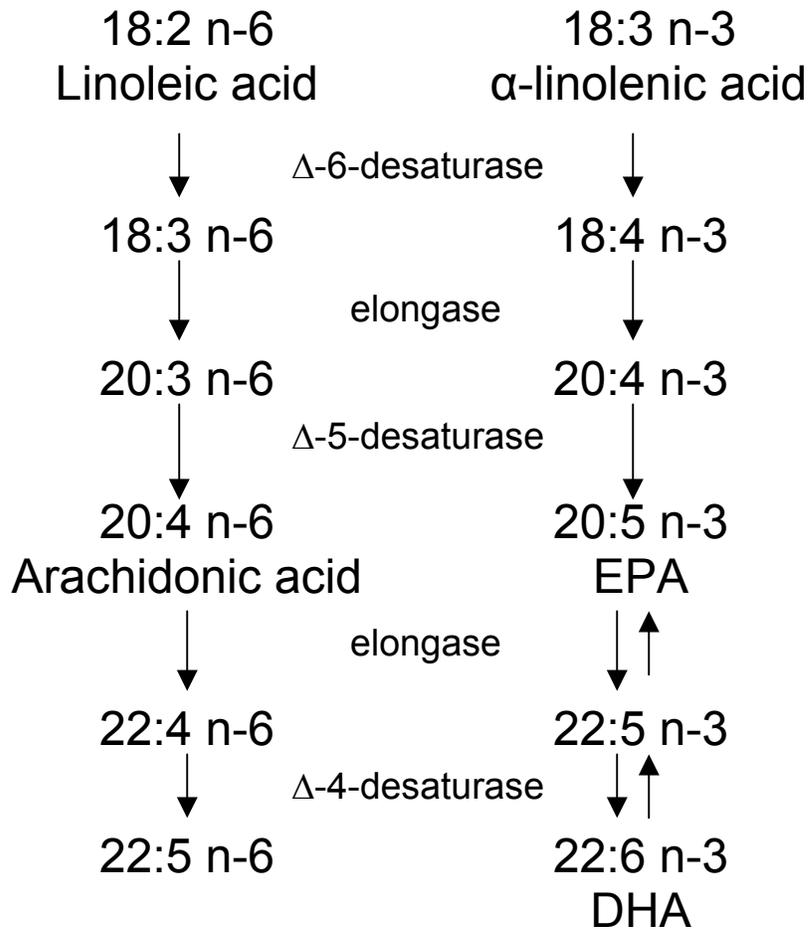 18:2 n-6 18:3 n-3
Linoleic acid α-linolenic acid
Δ-6-desaturase
18:3 n-6 18:4 n-3
elongase
20:3 n-6 20:4 n-3
Δ-5-desaturase
20:4 n-6 20:5 n-3
Arachidonic acid EPA
elongase
22:4 n-6 22:5 n-3
Δ-4-desaturase
22:5 n-6 22:6 n-3
DHA